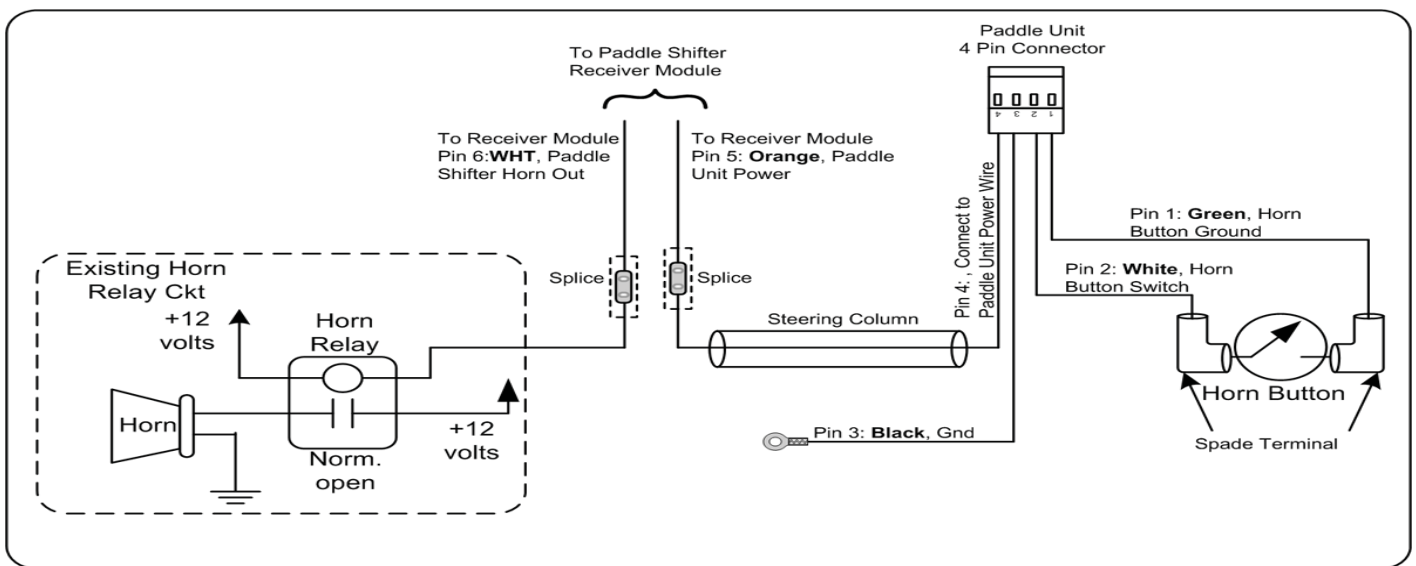 Paddle Unit
4 Pin Connector
To Paddle Shifter
Receiver Module
4 3 2 1
To Receiver Module
Pin 6:WHT, Paddle
Shifter Horn Out
To Receiver Module
Pin 5: Orange, Paddle
Unit Power
Pin 4: , Connect to
Paddle Unit Power Wire
Pin 1: Green, Horn
Button Ground
Pin 2: White, Horn
Button Switch
Existing Horn
Relay Ckt
Splice
Splice
+12
volts
Horn
Relay
Steering Column
Horn Button
Horn
+12
volts
Pin 3: Black, Gnd
Spade Terminal
Norm.
open